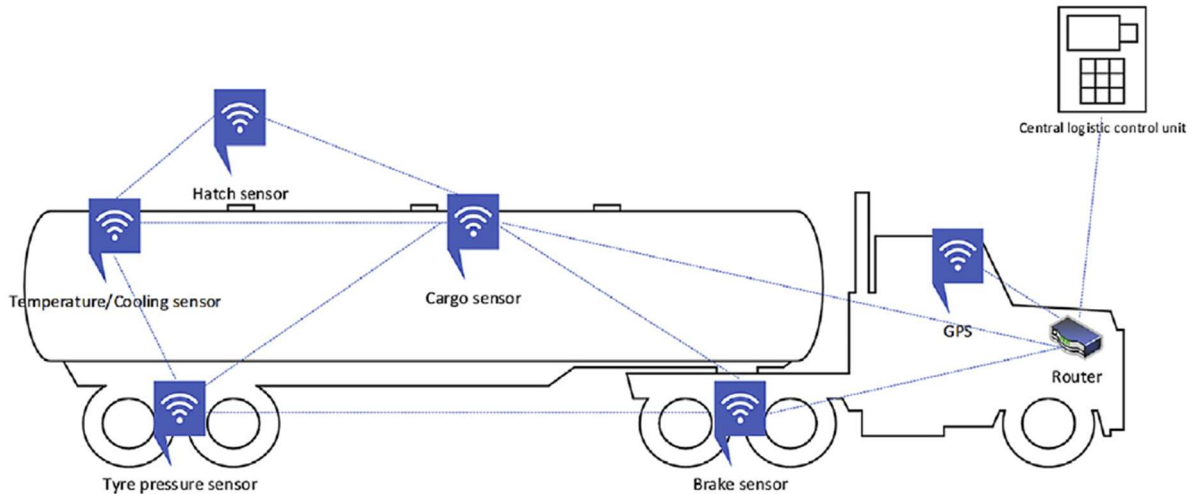 Central logistic control unit
Hatch sensor
Temperature/Cooling sensor
Cargo sensor
GPS
Router
Tyre pressure sensor
Brake sensor